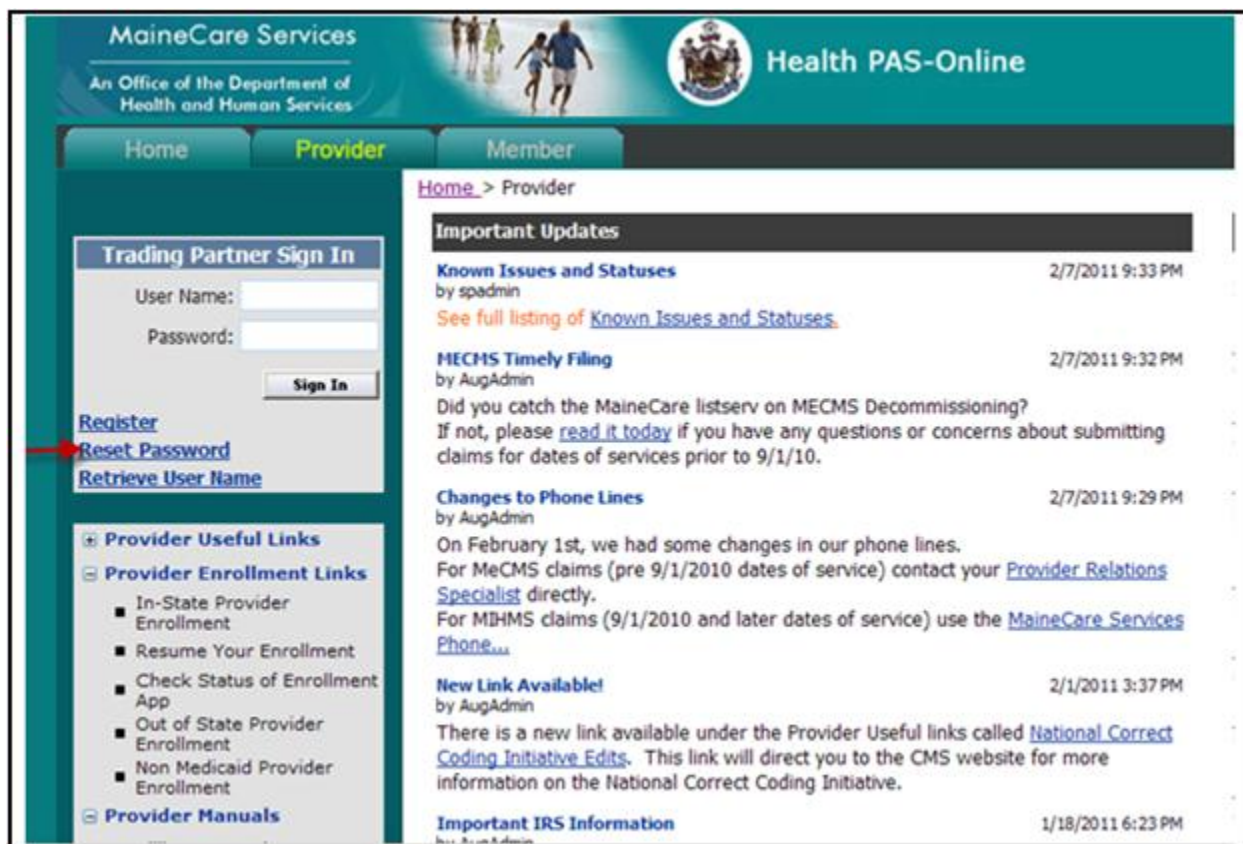 MaineCare Services
An Office of the Department of
Health and Human Services
Health PAS-Online
Home
Provider
Member
Home > Provider
Trading Partner Sign In
User Name:
Password:
Sign In
Register
Reset Password
Retrieve User Name
Provider Useful Links
Provider Enrollment Links
In-State Provider
Enrollment
Resume Your Enrollment
Check Status of Enrollment
App
Out of State Provider
Enrollment
Non Medicaid Provider
Enrollment
Provider Manuals
Important Updates
Known Issues and Statuses 2/7/2011 9:33 PM
by spadmin
See full listing of Known Issues and Statuses.
MECMS Timely Filing 2/7/2011 9:32 PM
by AugAdmin
Did you catch the MaineCare listserv on MECMS Decommissioning?
If not, please read it today if you have any questions or concerns about submitting
claims for dates of services prior to 9/1/10.
Changes to Phone Lines 2/7/2011 9:29 PM
by AugAdmin
On February 1st, we had some changes in our phone lines.
For MeCMS claims (pre 9/1/2010 dates of service) contact your Provider Relations
Specialist directly.
For MIHMS claims (9/1/2010 and later dates of service) use the MaineCare Services
Phone...
New Link Available! 2/1/2011 3:37 PM
by AugAdmin
There is a new link available under the Provider Useful links called National Correct
Coding Initiative Edits. This link will direct you to the CMS website for more
information on the National Correct Coding Initiative.
Important IRS Information 1/18/2011 6:23 PM
by AugAdmin